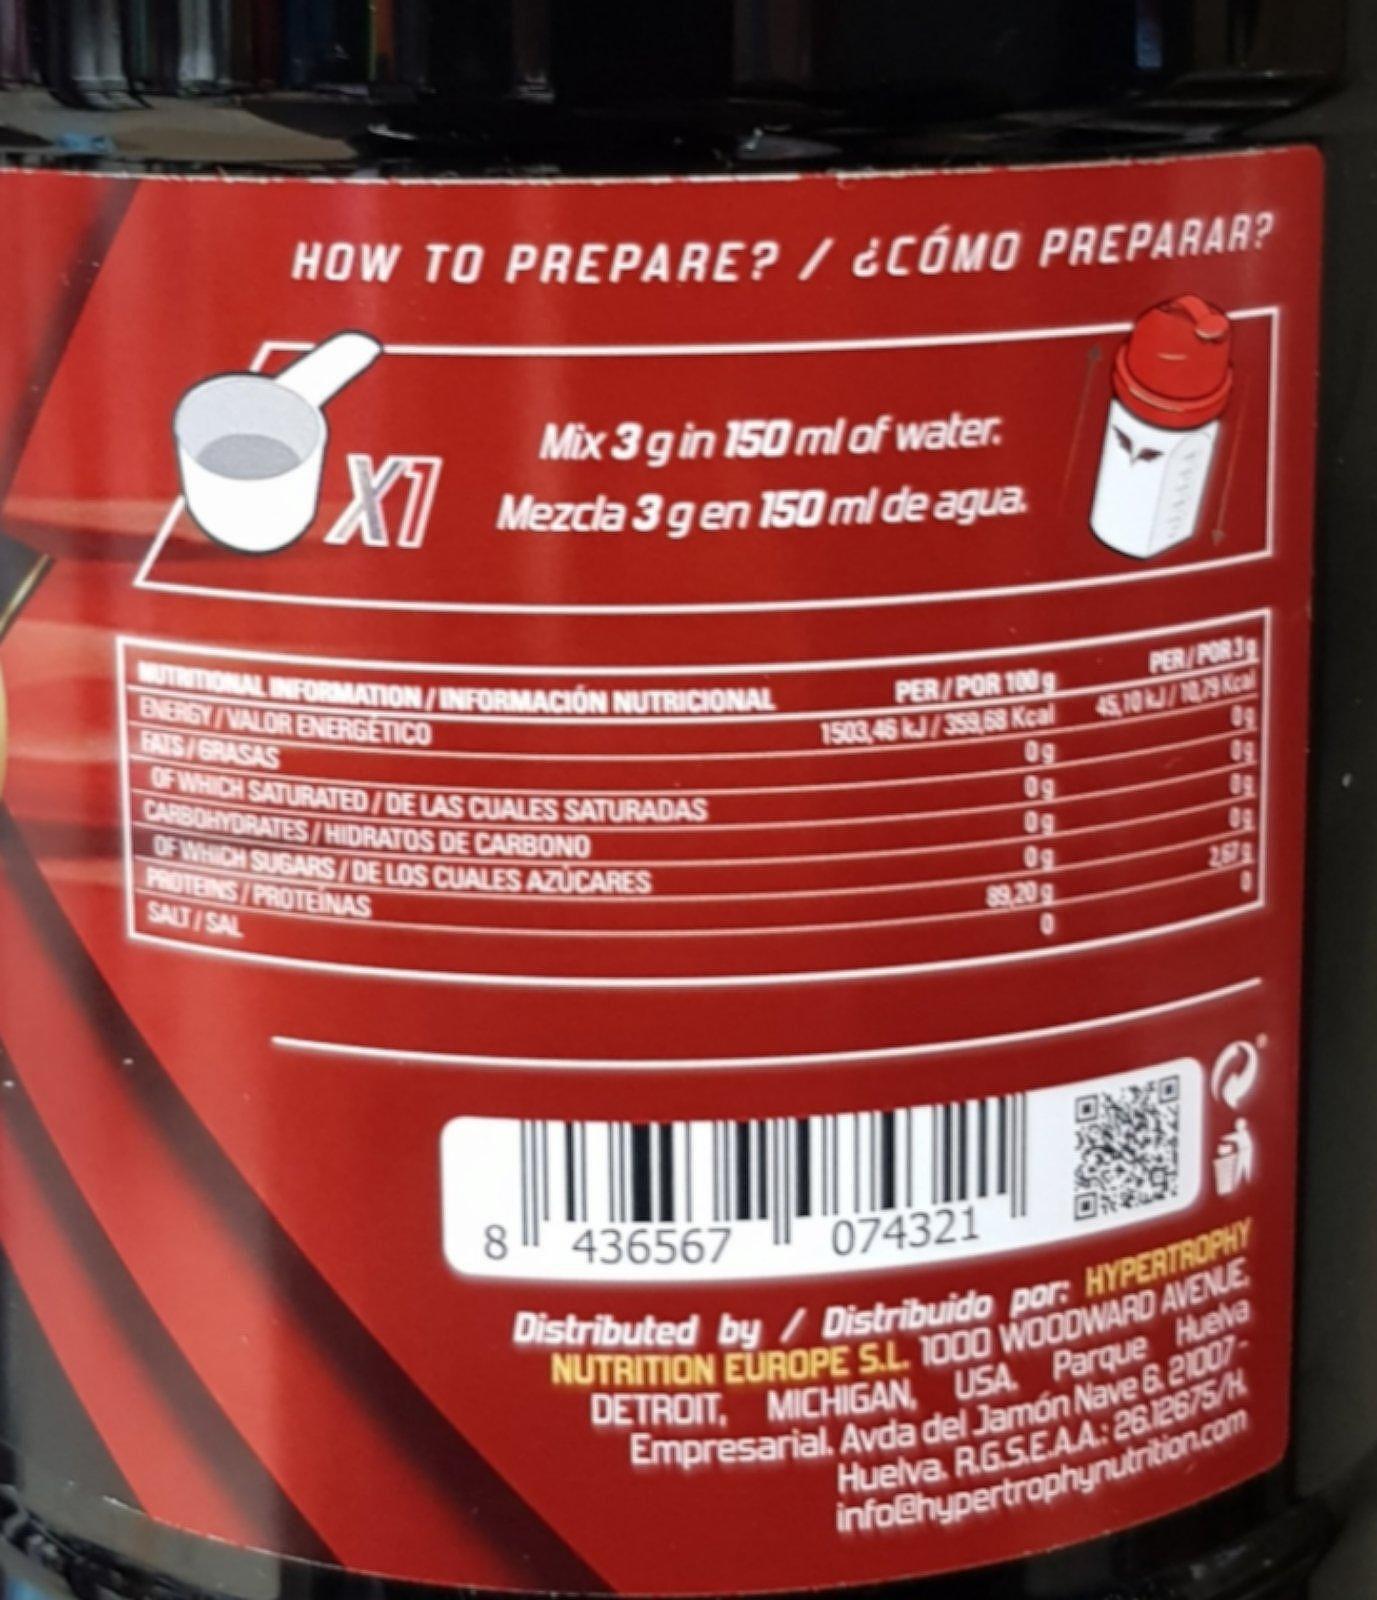 HOW TO PREPARE? / ¿CÓMO PREPARAR?
X1
Mix 3 g in 150 ml of water.
Mezcla 3 g en 150 ml de agua.
NUTRITIONAL INFORMATION / INFORMACIÓN NUTRICIONAL PER / POR 100 g PER / POR 3 g
ENERGY / VALOR ENERGÉTICO 1503,46 kJ / 359,68 Kcal 45,10 kJ / 10,79 Kcal
FATS / GRASAS 0 g 0 g
OF WHICH SATURATED / DE LAS CUALES SATURADAS 0 g 0 g
CARBOHYDRATES / HIDRATOS DE CARBONO 0 g 0 g
OF WHICH SUGARS / DE LOS CUALES AZÚCARES 0 g 0 g
PROTEINS / PROTEÍNAS 89,20 g 2,67 g
SALT / SAL 0 0
8 436567 074321
Distributed by / Distribuido por: HYPERTROPHY
NUTRITION EUROPE S.L. 1000 WOODWARD AVENUE,
DETROIT, MICHIGAN, USA. Parque Huelva
Empresarial. Avda del Jamón Nave 6. 21007 -
Huelva. R.G.S.E.A.A.: 26.12675/H.
info@hypertrophynutrition.com